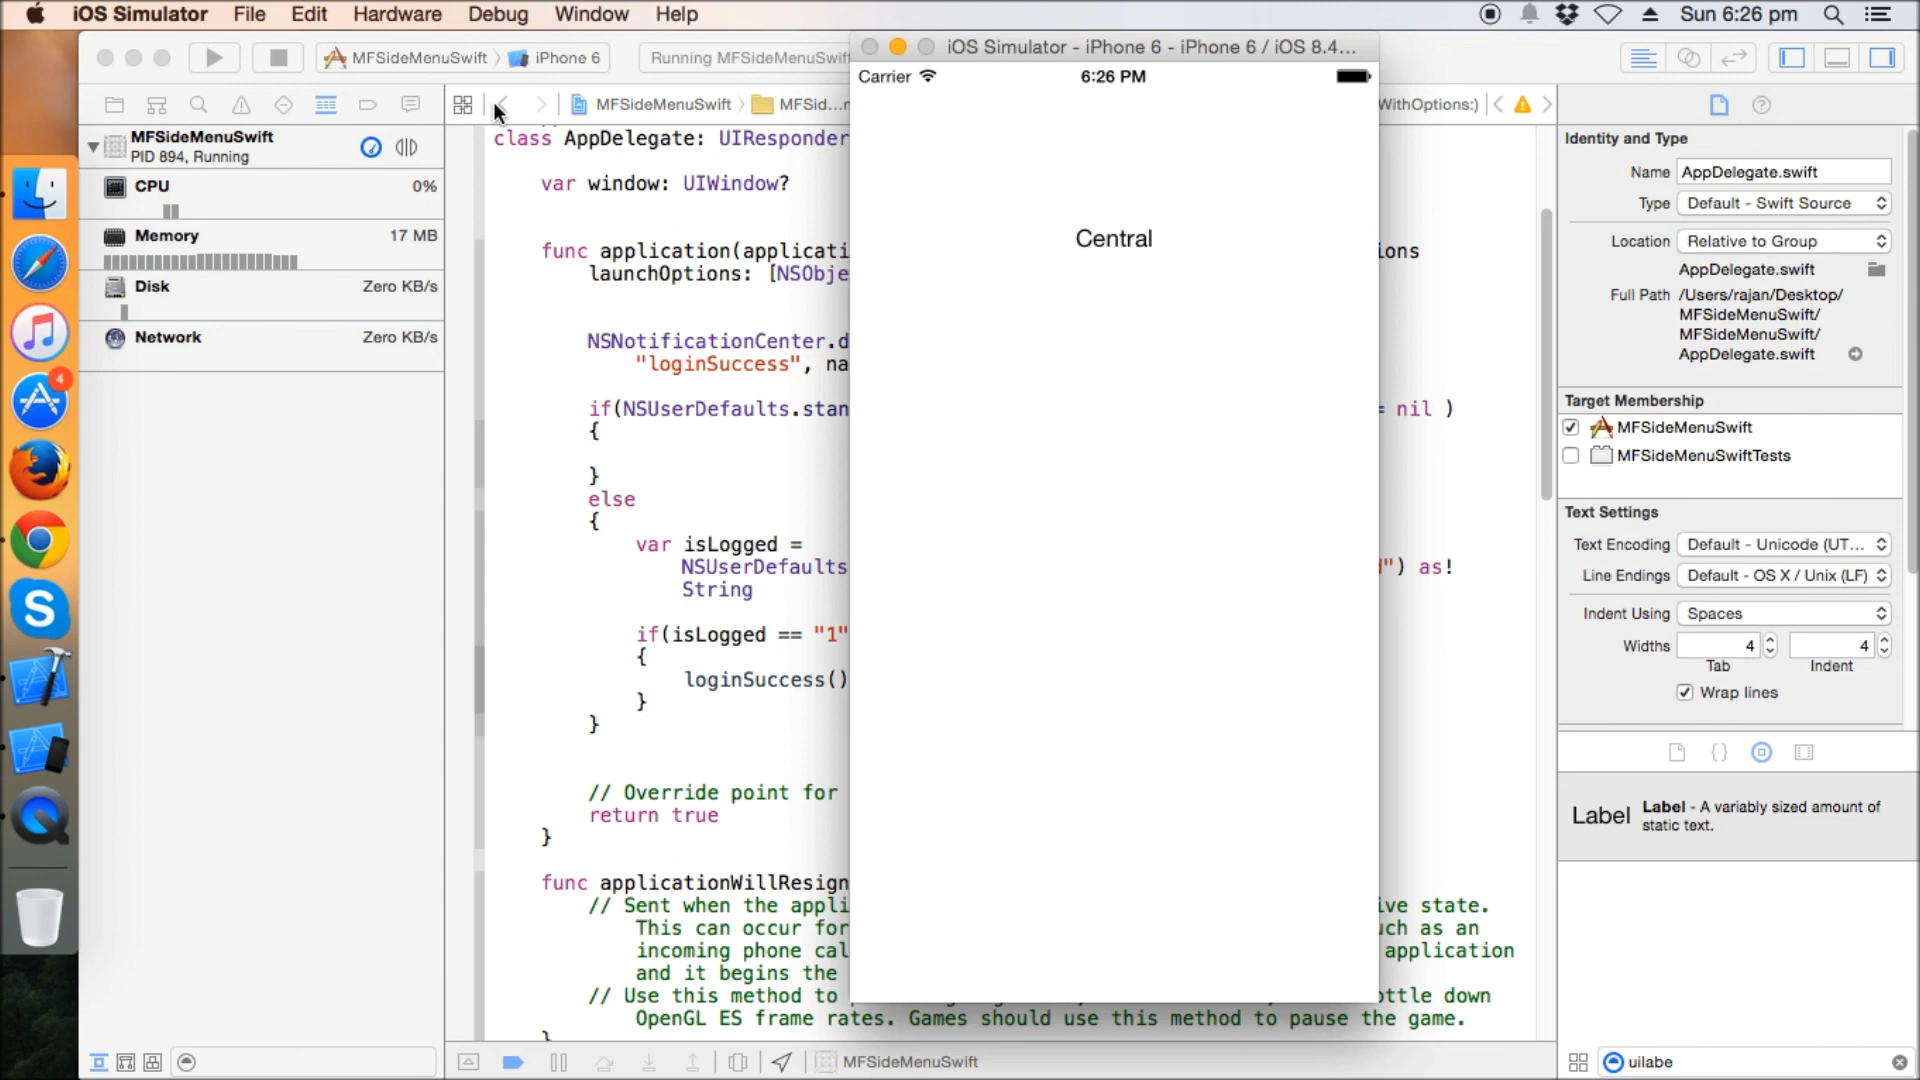 iOS Simulator File Edit Hardware Debug Window Help Sun 6:26 pm
MFSideMenuSwift iPhone 6 Running MFSideMenuSwift
iOS Simulator - iPhone 6 - iPhone 6 / iOS 8.4...
Carrier 6:26 PM
Central
MFSideMenuSwift
PID 894, Running
CPU 0%
Memory 17 MB
Disk Zero KB/s
Network Zero KB/s
4
MFSideMenuSwift MFSid... WithOptions:)
class AppDelegate: UIResponder
var window: UIWindow?
func application(applicati ions
launchOptions: [NSObje
NSNotificationCenter.d
"loginSuccess", na
if(NSUserDefaults.stan = nil )
{
}
else
{
var isLogged =
NSUserDefaults ") as!
String
if(isLogged == "1"
{
loginSuccess()
}
}
// Override point for
return true
}
func applicationWillResign
// Sent when the appli ive state.
This can occur for uch as an
incoming phone cal application
and it begins the
// Use this method to ottle down
OpenGL ES frame rates. Games should use this method to pause the game.
MFSideMenuSwift
Identity and Type
Name AppDelegate.swift
Type Default - Swift Source
Location Relative to Group
AppDelegate.swift
Full Path /Users/rajan/Desktop/
MFSideMenuSwift/
MFSideMenuSwift/
AppDelegate.swift
Target Membership
MFSideMenuSwift
MFSideMenuSwiftTests
Text Settings
Text Encoding Default - Unicode (UT...
Line Endings Default - OS X / Unix (LF)
Indent Using Spaces
Widths 4 4
Tab Indent
Wrap lines
{}
Label Label - A variably sized amount of
static text.
uilabe